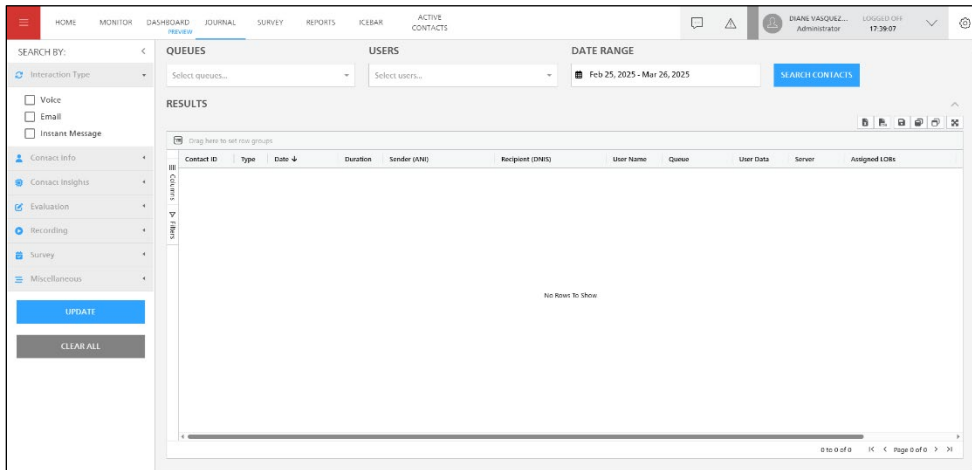 HOME MONITOR DASHBOARD JOURNAL SURVEY REPORTS ICEBAR ACTIVE CONTACTS
PREVIEW
DIANE VASQUEZ... LOGGED OFF
Administrator 17:39:07
SEARCH BY:
Interaction Type
Voice
Email
Instant Message
Contact Info
Contact Insights
Evaluation
Recording
Survey
Miscellaneous
UPDATE
CLEAR ALL
QUEUES USERS DATE RANGE
Select queues... Select users... Feb 25, 2025 - Mar 26, 2025 SEARCH CONTACTS
RESULTS
Drag here to set row groups
Contact ID Type Date Duration Sender (ANI) Recipient (DNIS) User Name Queue User Data Server Assigned LOBs
Columns
Filters
No Rows To Show
0 to 0 of 0 Page 0 of 0